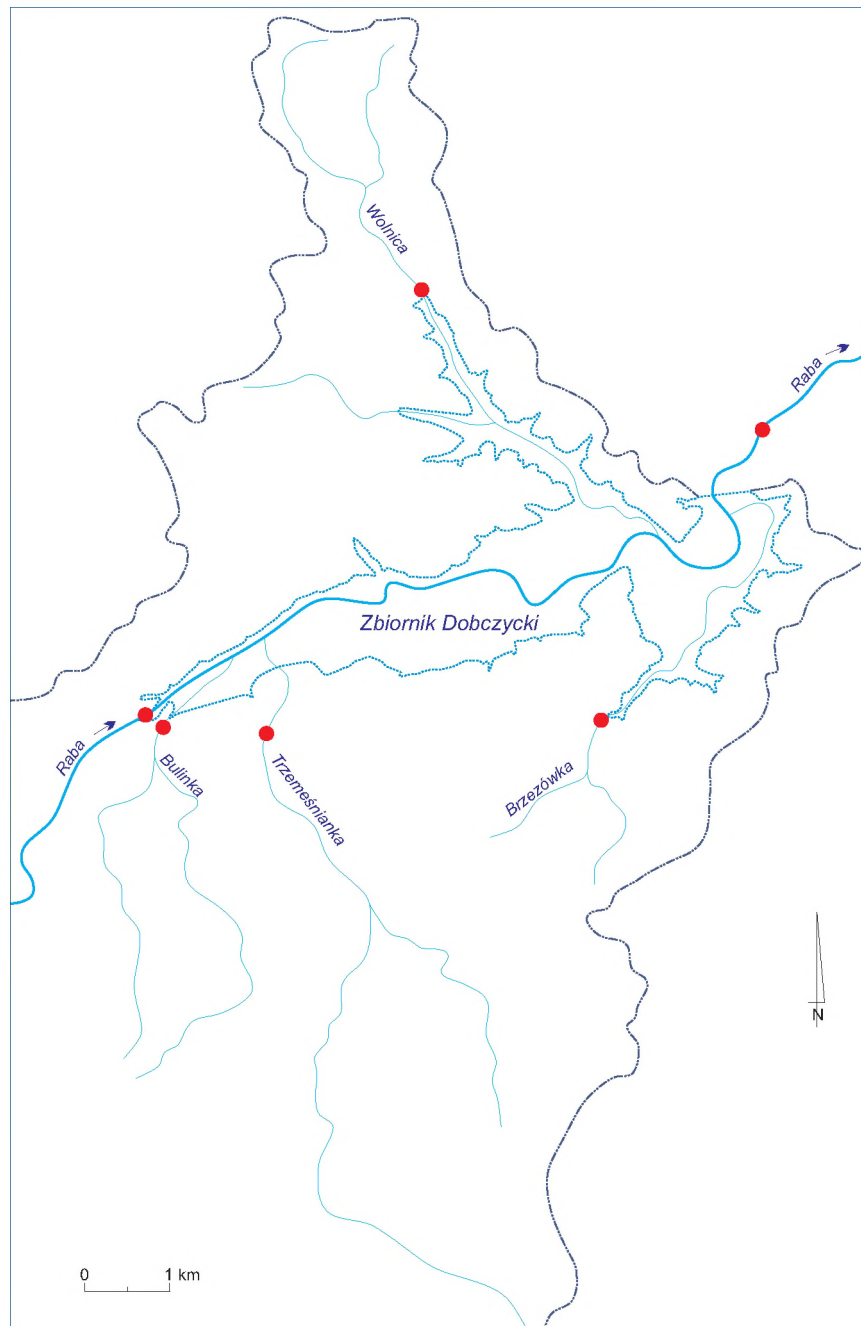 Wolnica
Raba
Zbiornik Dobczycki
Raba
Bulinka
Trzemeśnianka
Brzezówka
N
0 1 km